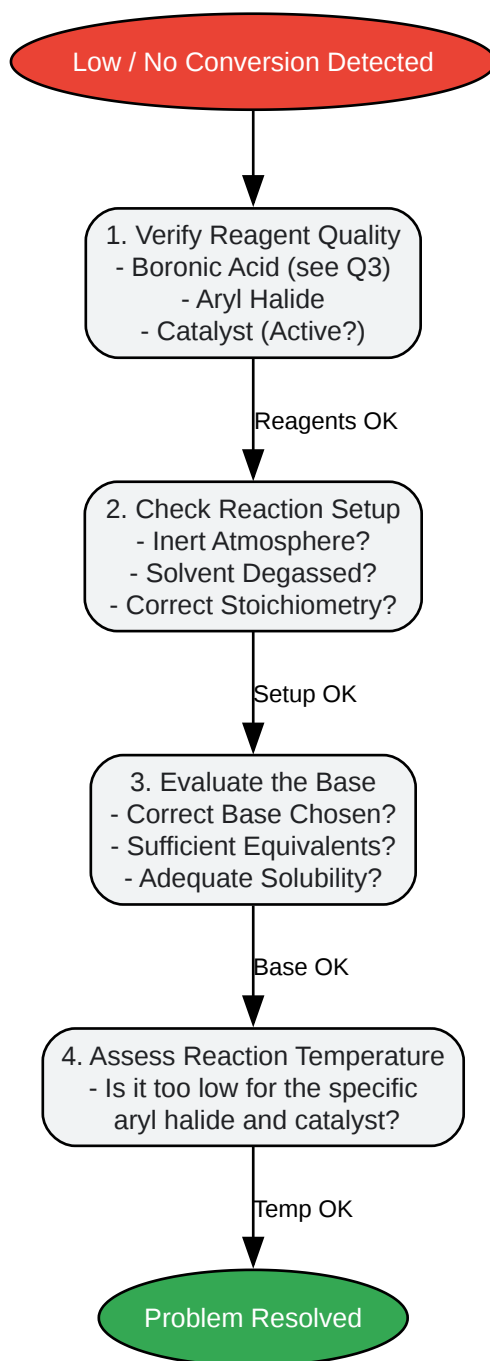 Low / No Conversion Detected
1. Verify Reagent Quality
- Boronic Acid (see Q3)
- Aryl Halide
- Catalyst (Active?)
Reagents OK
2. Check Reaction Setup
- Inert Atmosphere?
- Solvent Degassed?
- Correct Stoichiometry?
Setup OK
3. Evaluate the Base
- Correct Base Chosen?
- Sufficient Equivalents?
- Adequate Solubility?
Base OK
4. Assess Reaction Temperature
- Is it too low for the specific
aryl halide and catalyst?
Temp OK
Problem Resolved